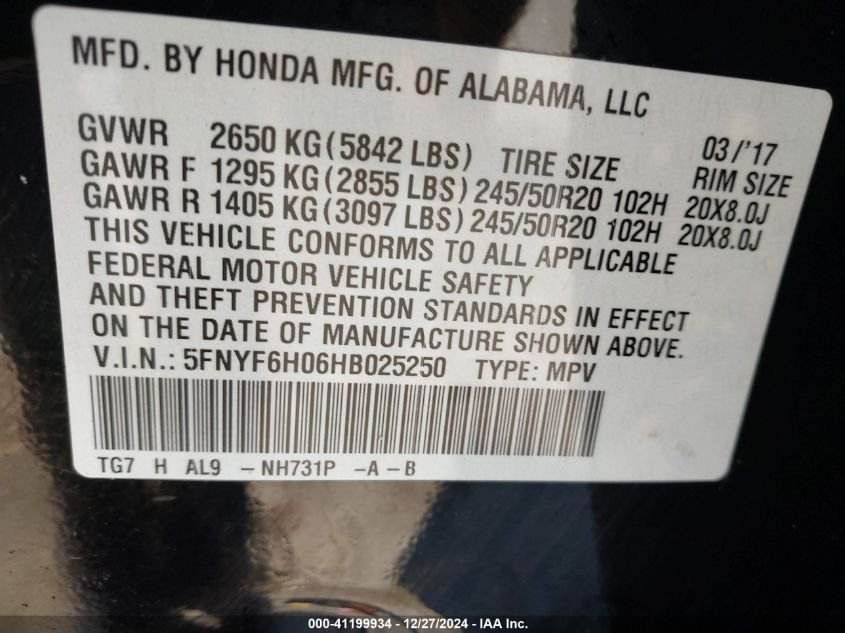 MFD. BY HONDA MFG. OF ALABAMA, LLC
03/'17
GVWR 2650 KG(5842 LBS) TIRE SIZE RIM SIZE
GAWR F 1295 KG(2855 LBS) 245/50R20 102H 20X8.0J
GAWR R 1405 KG(3097 LBS) 245/50R20 102H 20X8.0J
THIS VEHICLE CONFORMS TO ALL APPLICABLE
FEDERAL MOTOR VEHICLE SAFETY
AND THEFT PREVENTION STANDARDS IN EFFECT
ON THE DATE OF MANUFACTURE SHOWN ABOVE.
V.I.N.: 5FNYF6H06HB025250 TYPE: MPV
TG7 H AL9 – NH731P –A – B
000-41199934 - 12/27/2024 - IAA Inc.